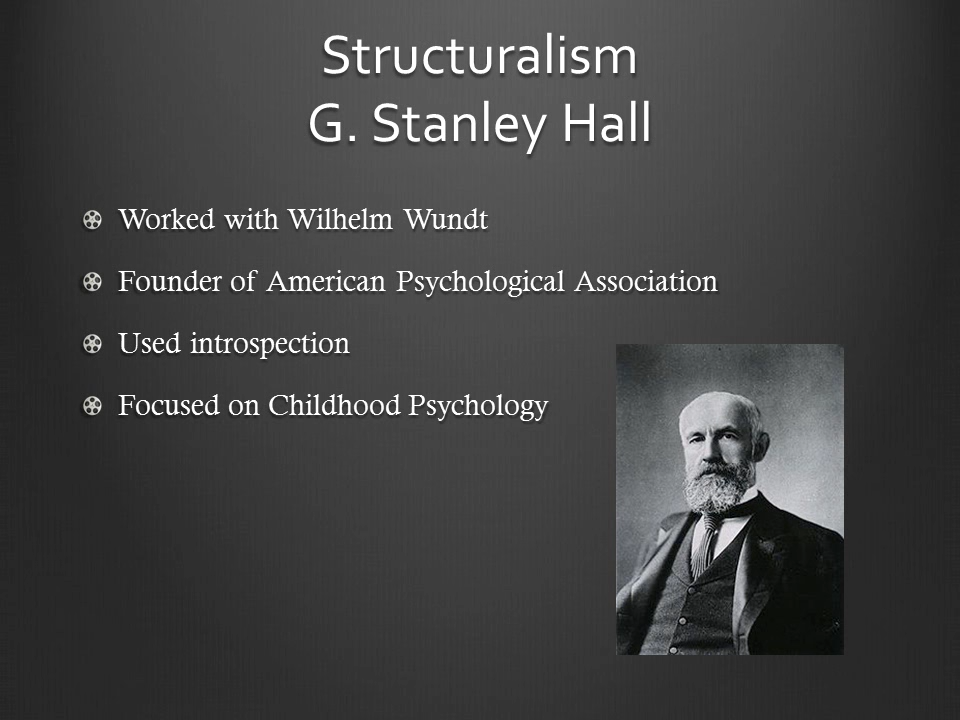 Structuralism
G. Stanley Hall
Worked with Wilhelm Wundt
Founder of American Psychological Association
Used introspection
Focused on Childhood Psychology